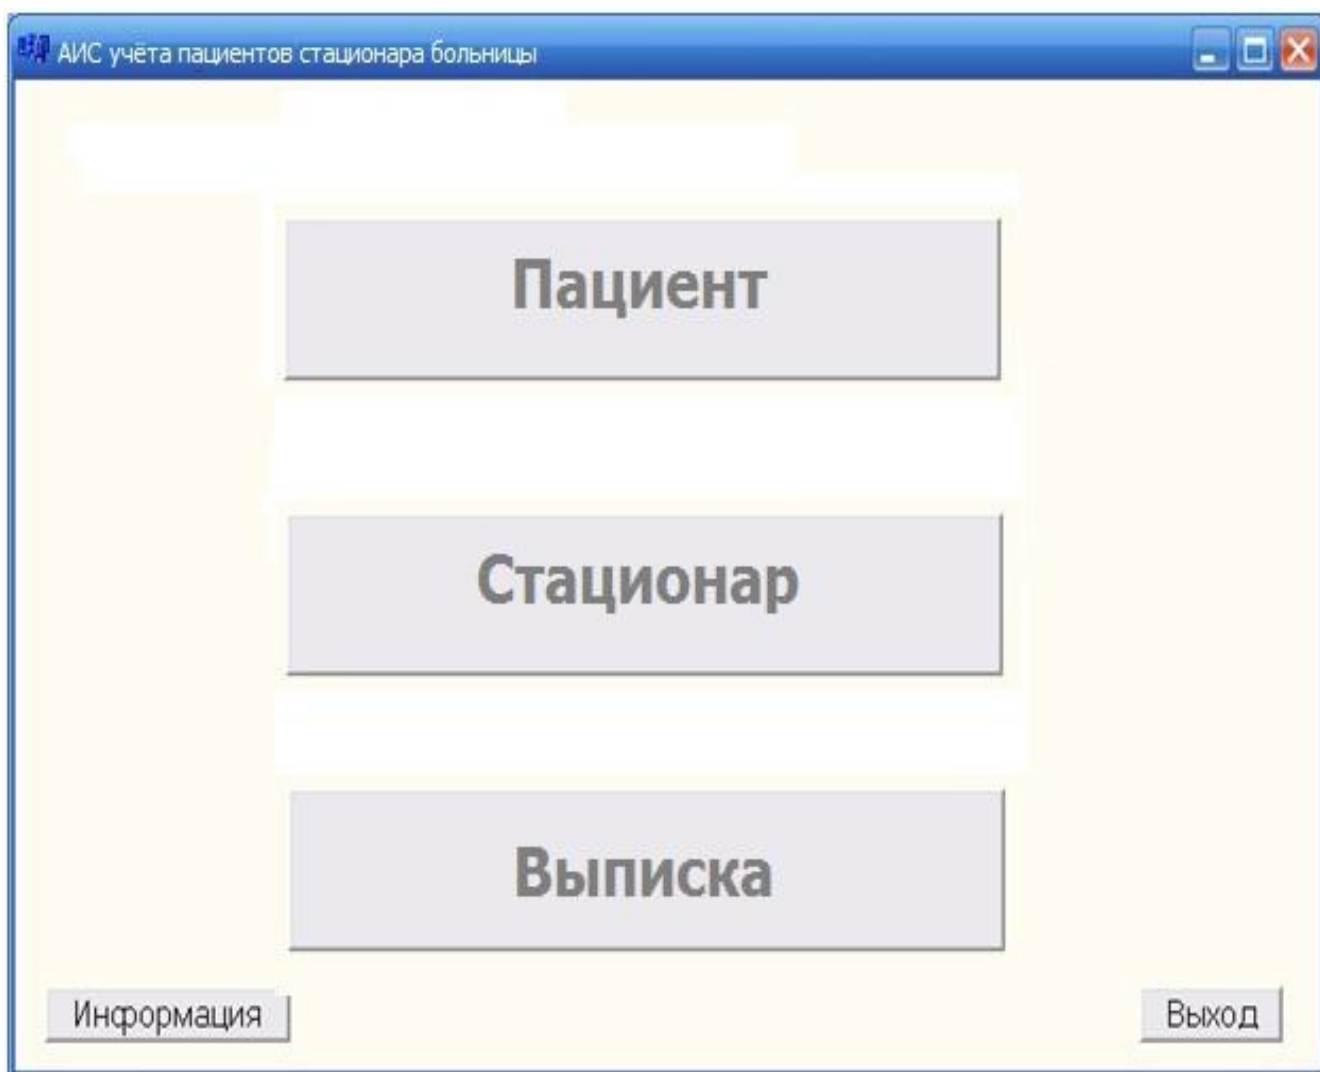 АИС учёта пациентов стационара больницы
Пациент
Стационар
Выписка
Информация
Выход